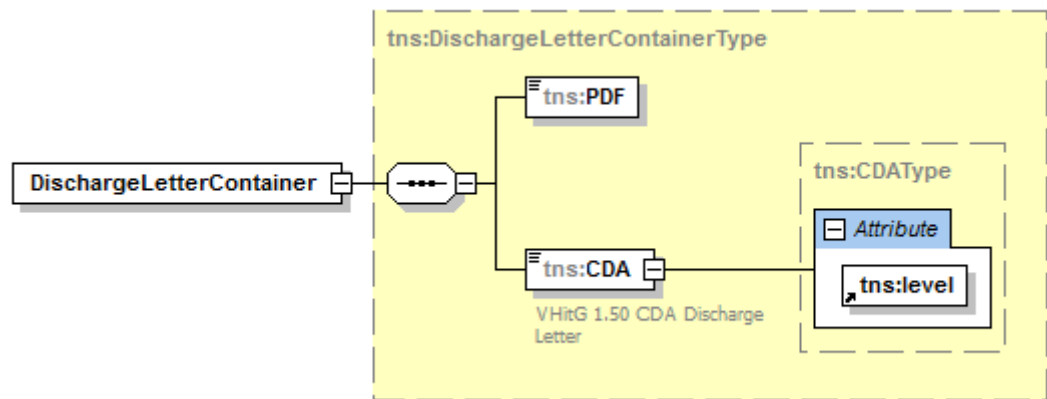 tns:DischargeLetterContainerType
tns:PDF
tns:CDAType
DischargeLetterContainer
Attribute
tns:CDA
tns:level
VHitG 1.50 CDA Discharge
Letter